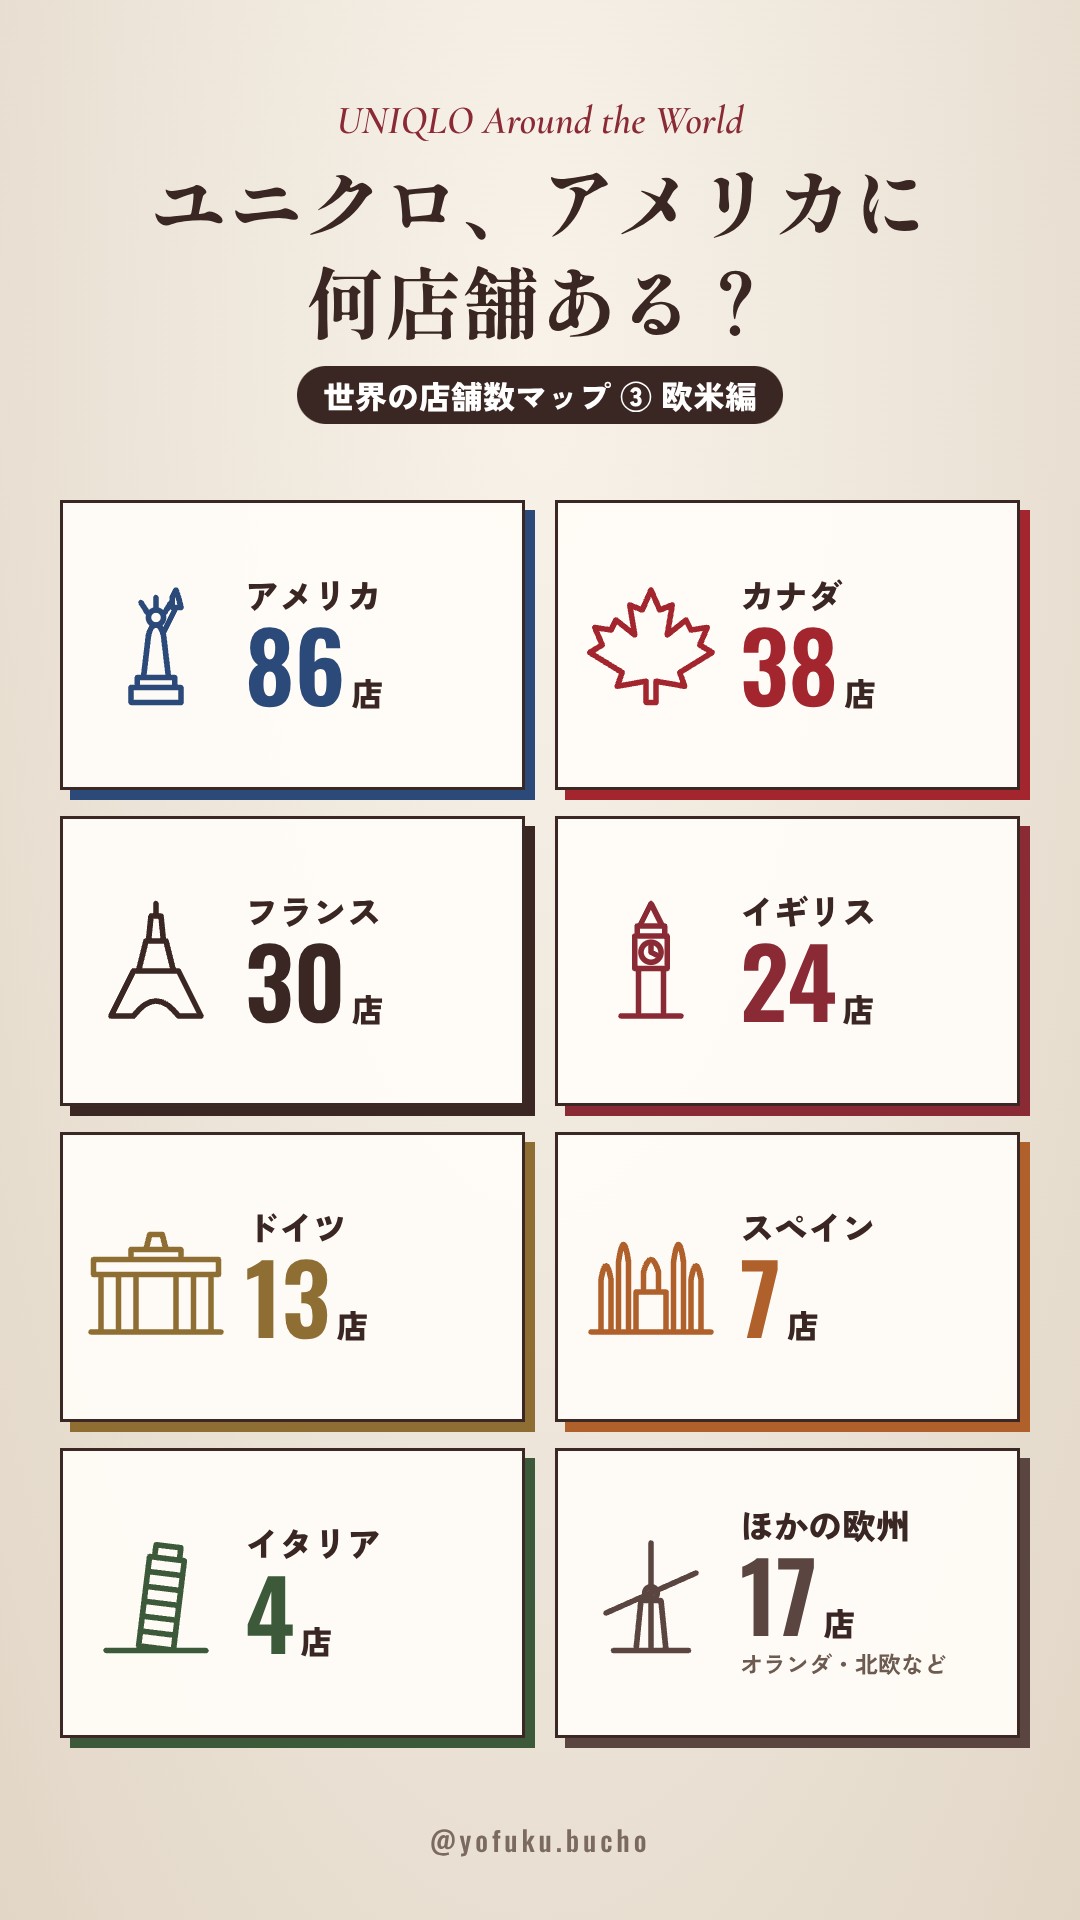 UNIQLO Around the World
ユニクロ、アメリカに
何店舗ある？
世界の店舗数マップ ③ 欧米編
アメリカ
86店
カナダ
38店
フランス
30店
イギリス
24店
ドイツ
13店
スペイン
7店
イタリア
4店
ほかの欧州
17店
オランダ・北欧など
@yofuku.bucho